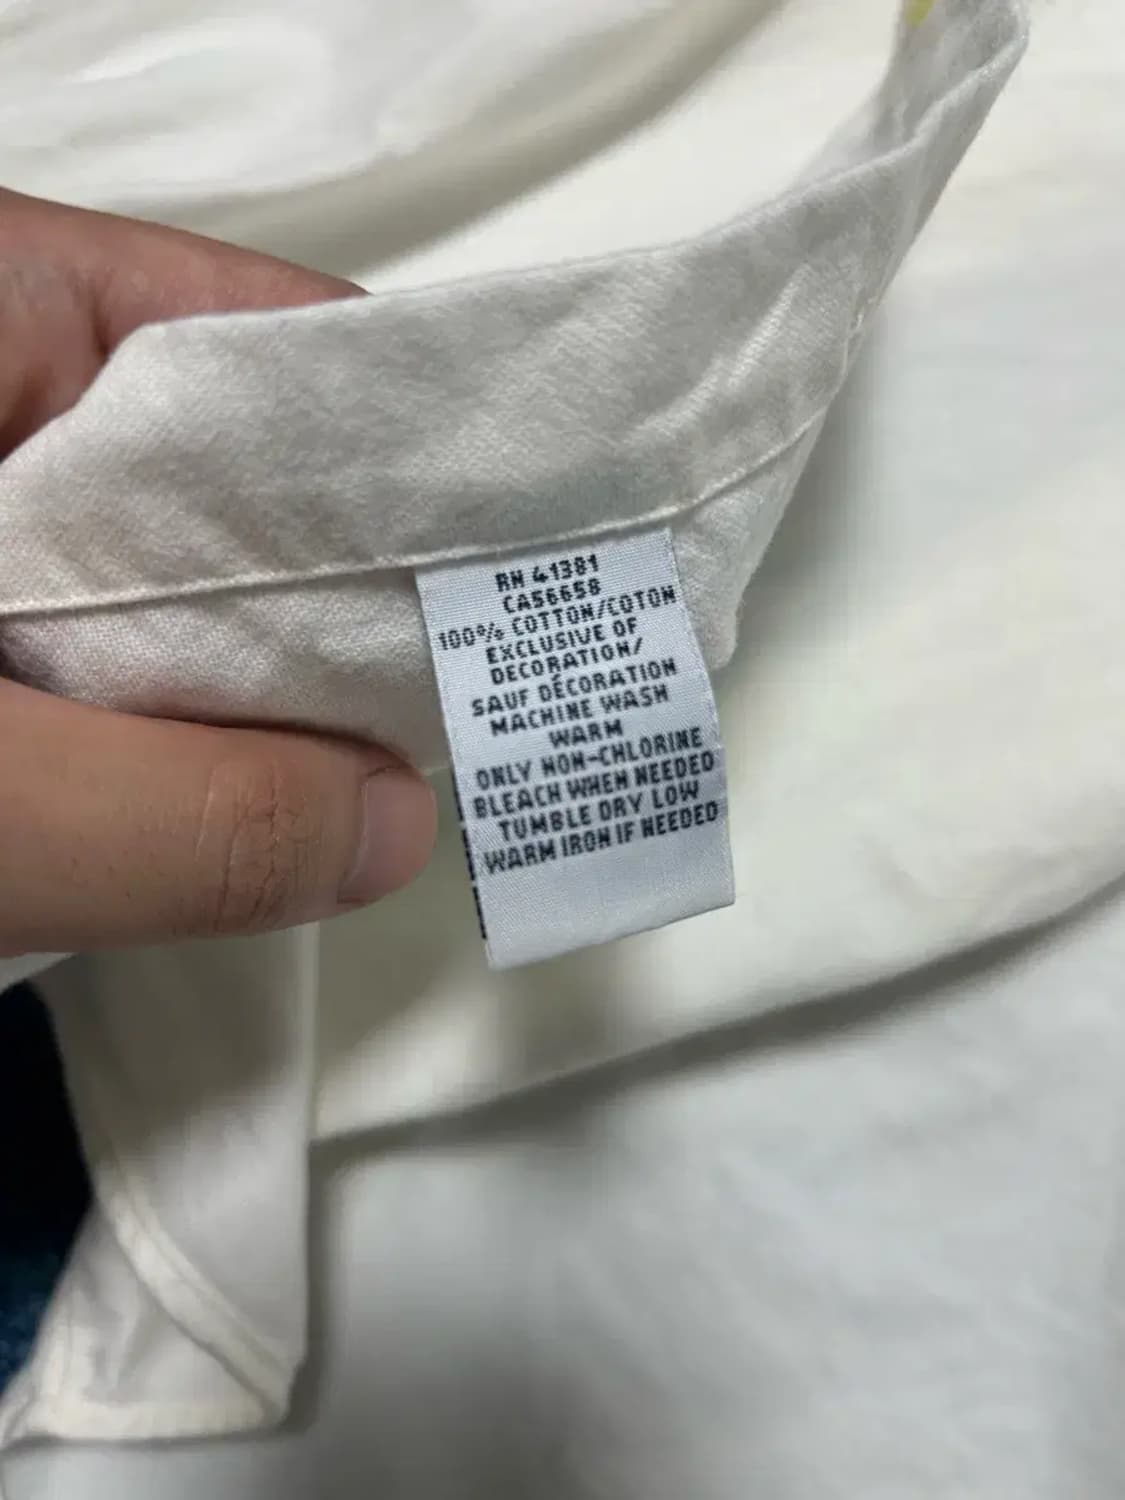 RN 41381
CA56658
100% COTTON/COTON
EXCLUSIVE OF
DECORATION/
SAUF DÉCORATION
MACHINE WASH
WARM
ONLY NON-CHLORINE
BLEACH WHEN NEEDED
TUMBLE DRY LOW
WARM IRON IF NEEDED